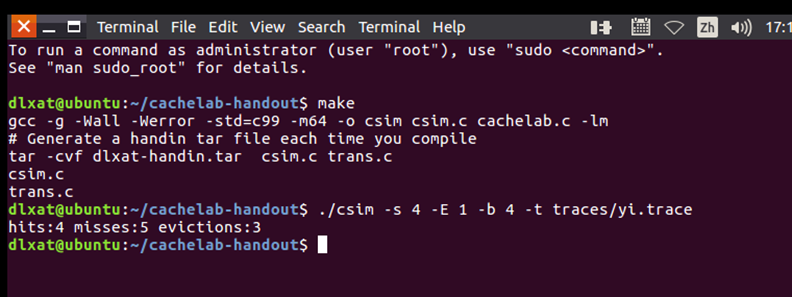 Terminal Terminal File Edit View Search Terminal Help Zh 17:1
To run a command as administrator (user "root"), use "sudo <command>".
See "man sudo_root" for details.
dlxat@ubuntu:~/cachelab-handout$ make
gcc -g -Wall -Werror -std=c99 -m64 -o csim csim.c cachelab.c -lm
# Generate a handin tar file each time you compile
tar -cvf dlxat-handin.tar  csim.c trans.c
csim.c
trans.c
dlxat@ubuntu:~/cachelab-handout$ ./csim -s 4 -E 1 -b 4 -t traces/yi.trace
hits:4 misses:5 evictions:3
dlxat@ubuntu:~/cachelab-handout$